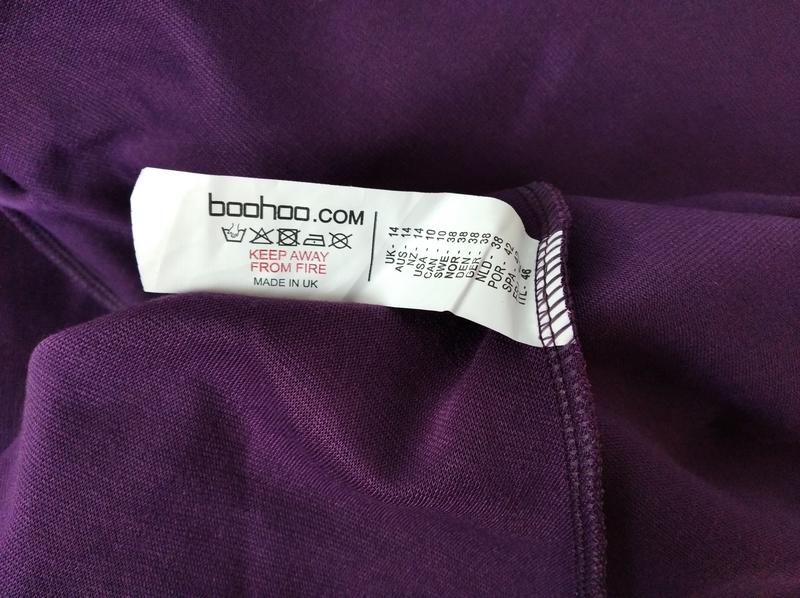 boohoo.COM
KEEP AWAY
FROM FIRE
MADE IN UK
UK- 14
AUS - 14
NZ- 14
USA - 10
CAN - 10
SWE- 38
NOR- 38
DEN- 38
GER- 38
NLD - 38
POR- 42
SPA-
ITL- 46